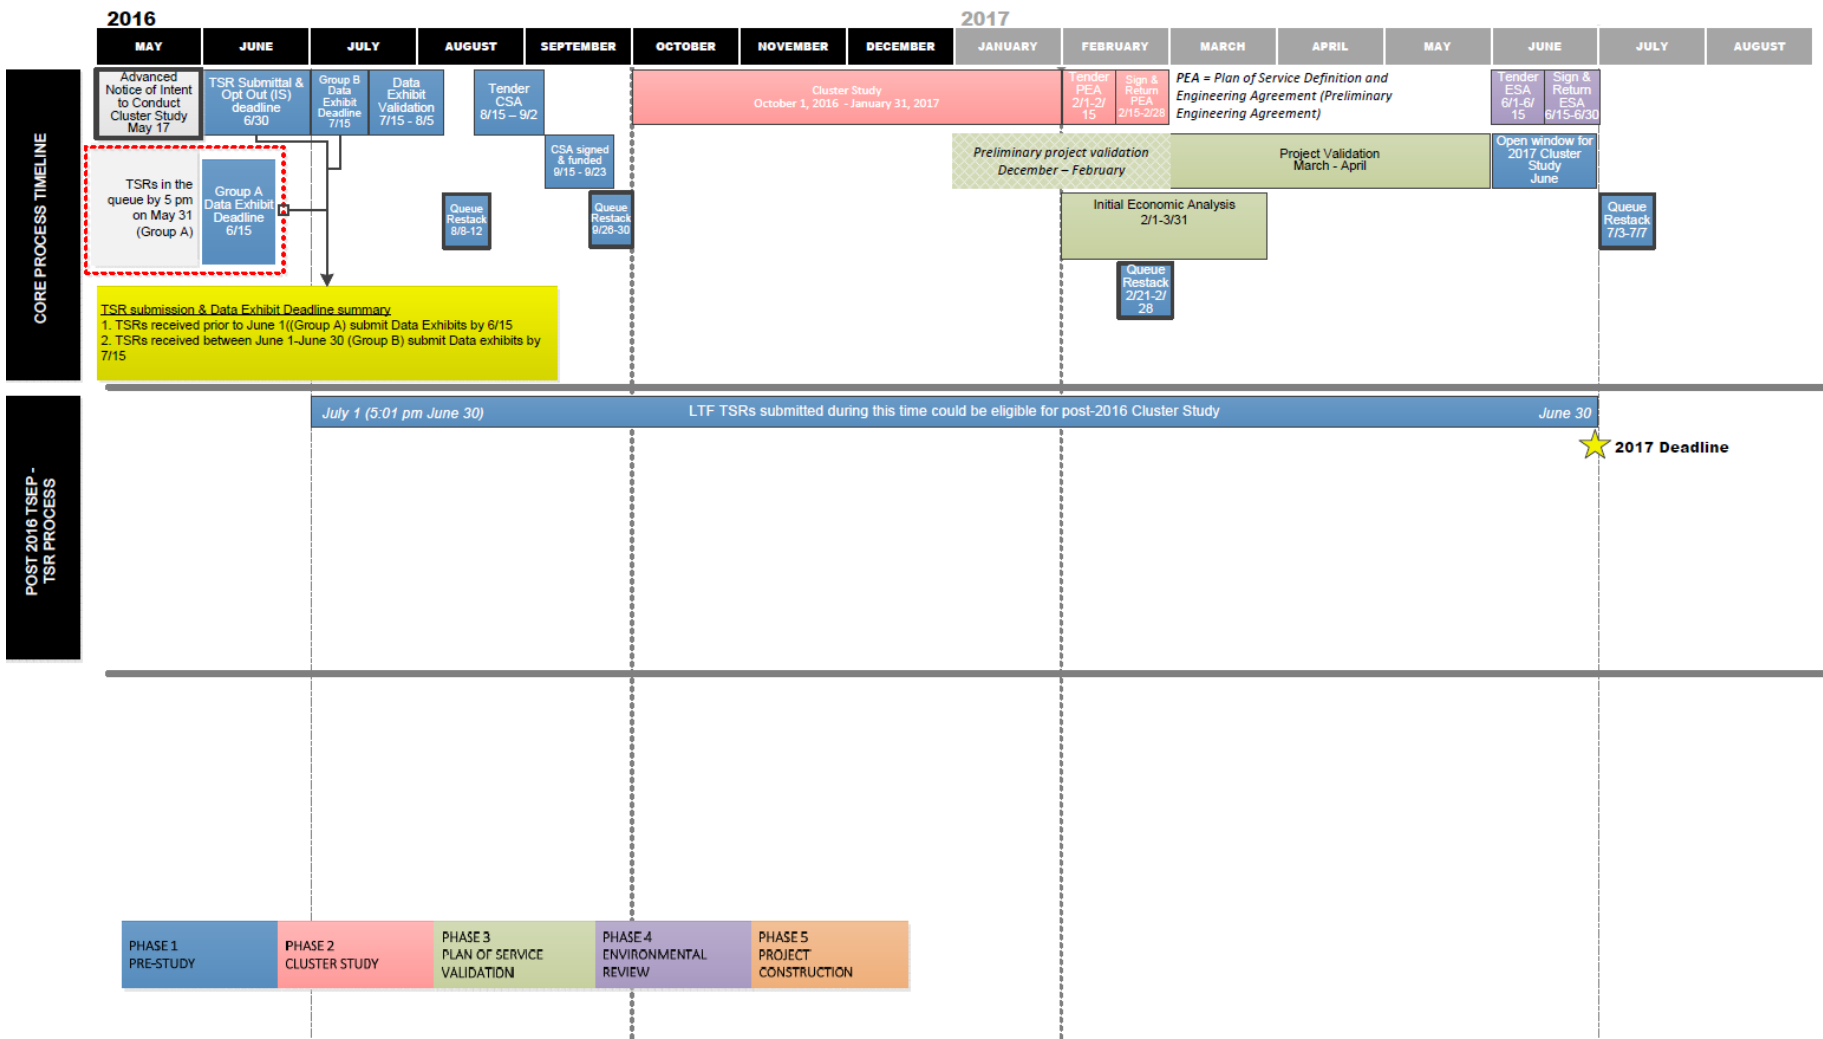 2016
2017
MAY
JUNE
JULY
AUGUST
SEPTEMBER
OCTOBER
NOVEMBER
DECEMBER
JANUARY
FEBRUARY
MARCH
APRIL
MAY
JUNE
JULY
AUGUST
CORE PROCESS TIMELINE
Advanced
Notice of Intent
to Conduct
Cluster Study
May 17
TSR Submittal &
Opt Out (IS)
deadline
6/30
Group B
Data
Exhibit
Deadline
7/15
Data
Exhibit
Validation
7/15 - 8/5
Tender
CSA
8/15 – 9/2
Cluster Study
October 1, 2016 - January 31, 2017
Tender
PEA
2/1-2/
15
Sign &
Return
PEA
2/15-2/28
PEA = Plan of Service Definition and
Engineering Agreement (Preliminary
Engineering Agreement)
Tender
ESA
6/1-6/
15
Sign &
Return
ESA
6/15-6/30
TSRs in the
queue by 5 pm
on May 31
(Group A)
Group A
Data Exhibit
Deadline
6/15
CSA signed
& funded
9/15 - 9/23
Preliminary project validation
December – February
Project Validation
March - April
Open window for
2017 Cluster
Study
June
Queue
Restack
8/8-12
Queue
Restack
9/26-30
Initial Economic Analysis
2/1-3/31
Queue
Restack
7/3-7/7
Queue
Restack
2/21-2/
28
TSR submission & Data Exhibit Deadline summary
1. TSRs received prior to June 1((Group A) submit Data Exhibits by 6/15
2. TSRs received between June 1-June 30 (Group B) submit Data exhibits by
7/15
POST 2016 TSEP -
TSR PROCESS
July 1 (5:01 pm June 30)
LTF TSRs submitted during this time could be eligible for post-2016 Cluster Study
June 30
2017 Deadline
PHASE 1
PRE-STUDY
PHASE 2
CLUSTER STUDY
PHASE 3
PLAN OF SERVICE
VALIDATION
PHASE 4
ENVIRONMENTAL
REVIEW
PHASE 5
PROJECT
CONSTRUCTION